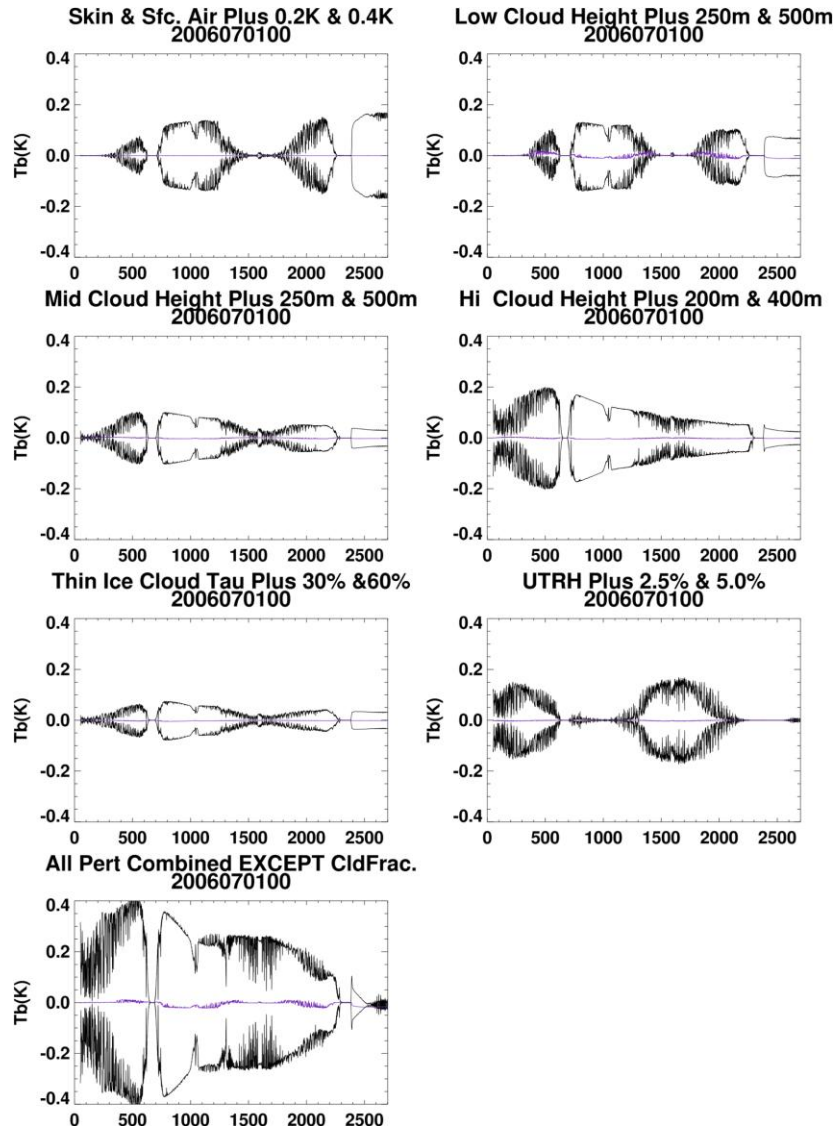 Skin & Sfc. Air Plus 0.2K & 0.4K
2006070100
0.4
0.2
0.0
-0.2
-0.4
Tb(K)
0 500 1000 1500 2000 2500
Low Cloud Height Plus 250m & 500m
2006070100
0.4
0.2
0.0
-0.2
-0.4
Tb(K)
0 500 1000 1500 2000 2500
Mid Cloud Height Plus 250m & 500m
2006070100
0.4
0.2
0.0
-0.2
-0.4
Tb(K)
0 500 1000 1500 2000 2500
Hi Cloud Height Plus 200m & 400m
2006070100
0.4
0.2
0.0
-0.2
-0.4
Tb(K)
0 500 1000 1500 2000 2500
Thin Ice Cloud Tau Plus 30% &60%
2006070100
0.4
0.2
0.0
-0.2
-0.4
Tb(K)
0 500 1000 1500 2000 2500
UTRH Plus 2.5% & 5.0%
2006070100
0.4
0.2
0.0
-0.2
-0.4
Tb(K)
0 500 1000 1500 2000 2500
All Pert Combined EXCEPT CldFrac.
2006070100
0.4
0.2
0.0
-0.2
-0.4
Tb(K)
0 500 1000 1500 2000 2500